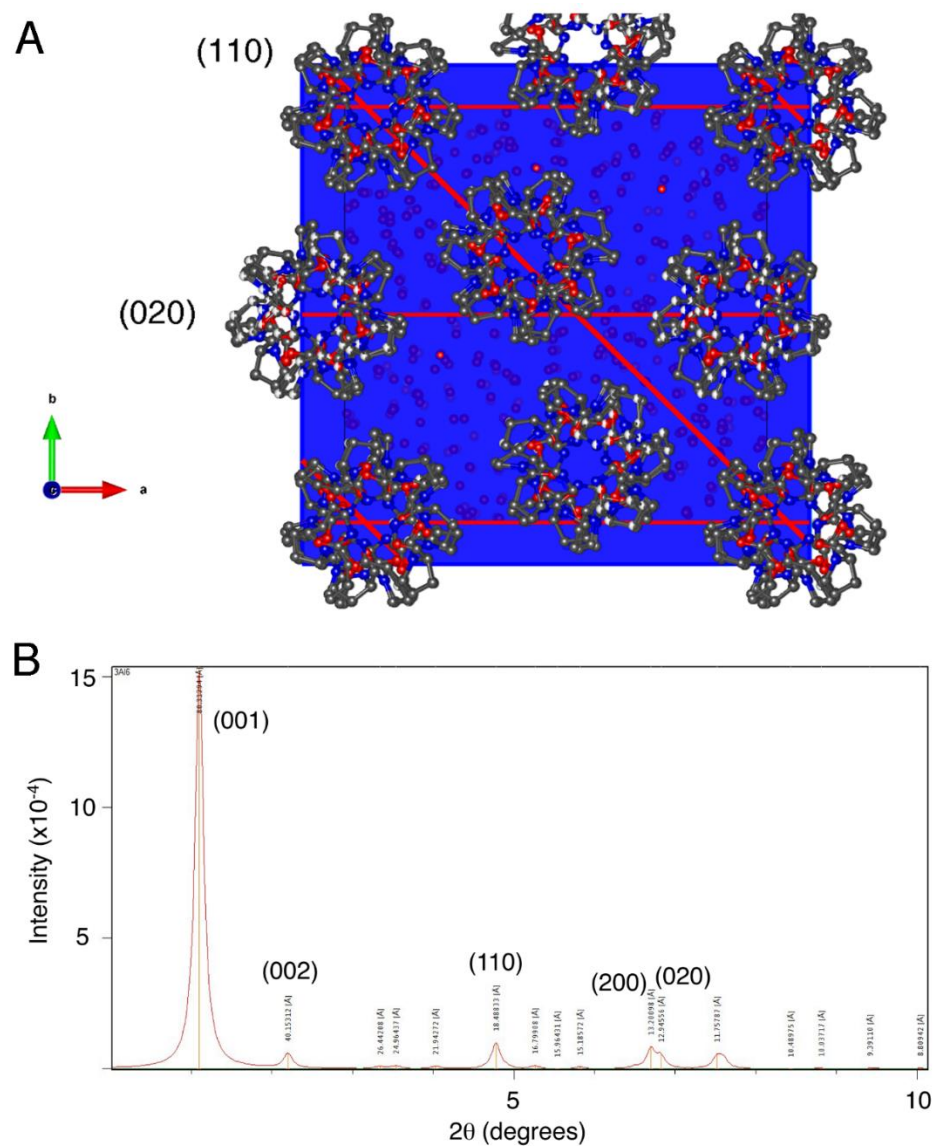 A
(110)
(020)
b
c
a
B
3AI6
15
(001)
10
Intensity (x10-4)
5
(002)
(110)
(200)
(020)
40.15312 [Å]
26.44208 [Å]
24.96437 [Å]
21.94272 [Å]
18.48833 [Å]
16.79908 [Å]
15.96431 [Å]
15.18572 [Å]
13.20098 [Å]
12.94556 [Å]
11.75787 [Å]
10.48975 [Å]
10.03717 [Å]
9.39110 [Å]
8.80942 [Å]
5
10
2θ (degrees)